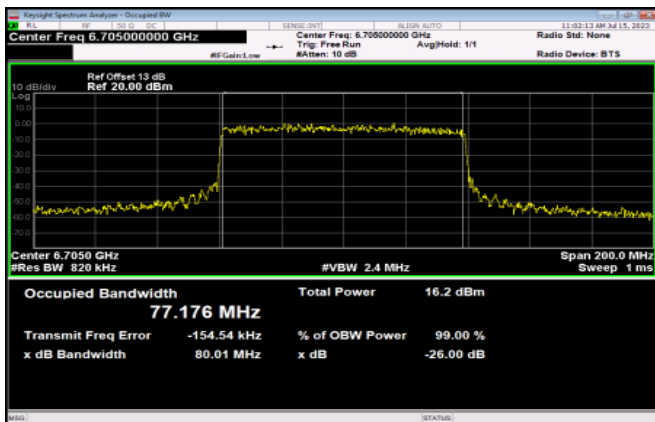 Keysight Spectrum Analyzer - Occupied BW
RL RF 50 Ω DC SENSE:INT ALIGN AUTO 11:02:13 AM Jul 15, 2023
Center Freq 6.705000000 GHz Center Freq: 6.705000000 GHz Radio Std: None
Trig: Free Run Avg|Hold: 1/1
#IFGain:Low #Atten: 10 dB Radio Device: BTS
Ref Offset 13 dB
10 dB/div Ref 20.00 dBm
Log
10.0
0.00
-10.0
-20.0
-30.0
-40.0
-50.0
-60.0
-70.0
Center 6.7050 GHz Span 200.0 MHz
#Res BW 820 kHz #VBW 2.4 MHz Sweep 1 ms
Occupied Bandwidth Total Power 16.2 dBm
77.176 MHz
Transmit Freq Error -154.54 kHz % of OBW Power 99.00 %
x dB Bandwidth 80.01 MHz x dB -26.00 dB
MSG STATUS